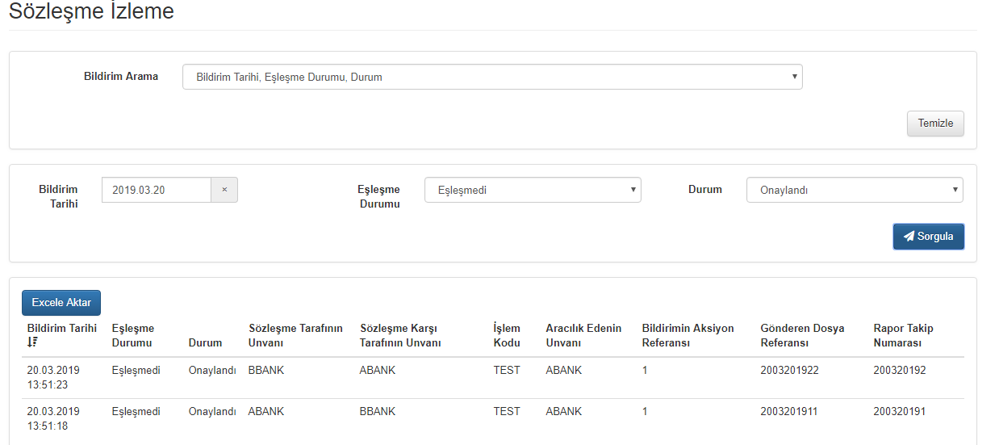 Sözleşme İzleme
Bildirim Arama
Bildirim Tarihi, Eşleşme Durumu, Durum
Temizle
Bildirim Tarihi
2019.03.20
×
Eşleşme Durumu
Eşleşmedi
Durum
Onaylandı
Sorgula
Excele Aktar
Bildirim Tarihi Eşleşme Durumu Durum Sözleşme Tarafının Unvanı Sözleşme Karşı Tarafının Unvanı İşlem Kodu Aracılık Edenin Unvanı Bildirimin Aksiyon Referansı Gönderen Dosya Referansı Rapor Takip Numarası
20.03.2019 13:51:23 Eşleşmedi Onaylandı BBANK ABANK TEST ABANK 1 2003201922 200320192
20.03.2019 13:51:18 Eşleşmedi Onaylandı ABANK BBANK TEST ABANK 1 2003201911 200320191